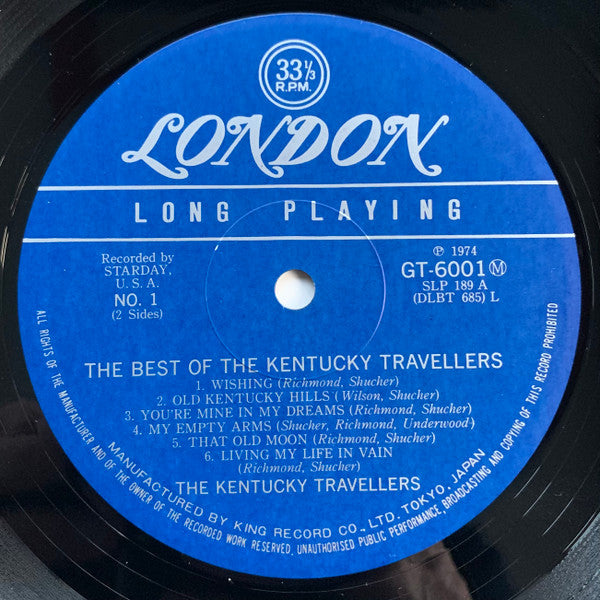 33⅓
R.P.M.
LONDON
LONG PLAYING
Recorded by
STARDAY,
U.S.A.
NO. 1
(2 Sides)
Ⓟ 1974
GT-6001Ⓜ
SLP 189 A
(DLBT 685) L
THE BEST OF THE KENTUCKY TRAVELLERS
1. WISHING (Richmond, Shucher)
2. OLD KENTUCKY HILLS (Wilson, Shucher)
3. YOU'RE MINE IN MY DREAMS (Richmond, Shucher)
4. MY EMPTY ARMS (Shucher, Richmond, Underwood)
5. THAT OLD MOON (Richmond, Shucher)
6. LIVING MY LIFE IN VAIN
(Richmond, Shucher)
THE KENTUCKY TRAVELLERS
MANUFACTURED BY KING RECORD CO., LTD. TOKYO, JAPAN
ALL RIGHTS OF THE MANUFACTURER AND OF THE OWNER OF THE RECORDED WORK RESERVED. UNAUTHORISED PUBLIC PERFORMANCE, BROADCASTING AND COPYING OF THIS RECORD PROHIBITED